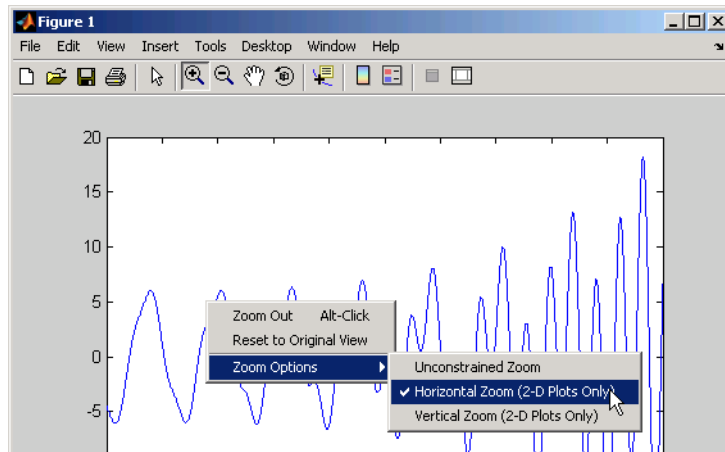 Figure 1
File Edit View Insert Tools Desktop Window Help
20
15
10
5
0
-5
Zoom Out Alt-Click
Reset to Original View
Zoom Options
Unconstrained Zoom
Horizontal Zoom (2-D Plots Only)
Vertical Zoom (2-D Plots Only)